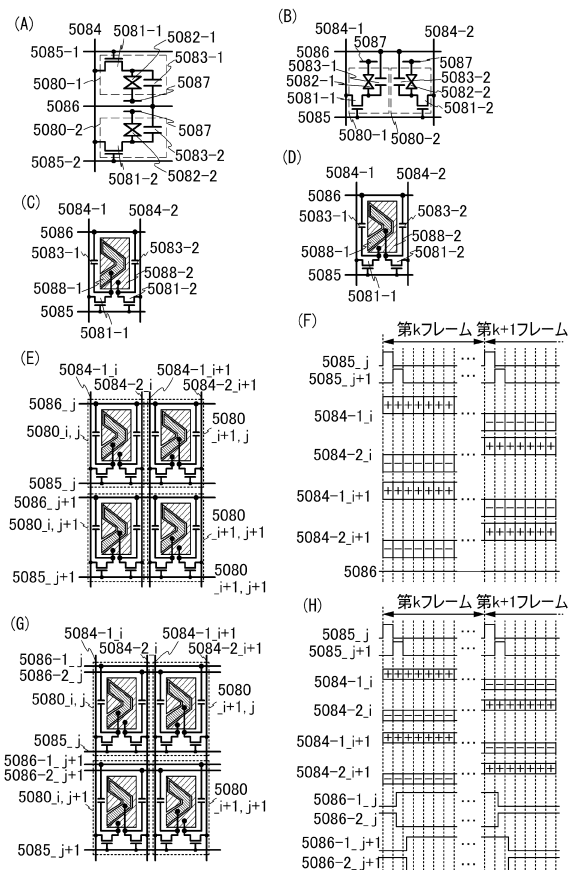 (A)
5084
5081-1
5085-1
5082-1
5083-1
5080-1
5087
5086
5080-2
5087
5083-2
5085-2
5081-2
5082-2
(B)
5084-1
5084-2
5086
5087
5087
5083-1
5083-2
5082-1
5082-2
5081-1
5081-2
5085
5080-1
5080-2
(C)
5084-1
5084-2
5086
5083-1
5083-2
5088-2
5088-1
5081-2
5085
5081-1
(D)
5084-1
5084-2
5086
5083-1
5083-2
5088-1
5088-2
5081-2
5085
5081-1
(E)
5084-1_i
5084-1_i+1
5084-2_i
5084-2_i+1
5086_j
5080_i, j
5080
_i+1, j
5085_j
5086_j+1
5080_i, j+1
5080
_i+1, j+1
5085_j+1
(F)
第kフレーム
第k+1フレーム
5085_j
5085_j+1
5084-1_i
+++++++
−−−−−−−
5084-2_i
−−−−−−−
+++++++
5084-1_i+1
+++++++
−−−−−−−
5084-2_i+1
−−−−−−−
+++++++
5086
(G)
5084-1_i
5084-1_i+1
5084-2_i
5084-2_i+1
5086-1_j
5086-2_j
5080_i, j
5080
_i+1, j
5085_j
5086-1_j+1
5086-2_j+1
5080_i, j+1
5080
_i+1, j+1
5085_j+1
(H)
第kフレーム
第k+1フレーム
5085_j
5085_j+1
5084-1_i
+++++++
−−−−−−−
5084-2_i
−−−−−−−
+++++++
5084-1_i+1
+++++++
−−−−−−−
5084-2_i+1
−−−−−−−
+++++++
5086-1_j
5086-2_j
5086-1_j+1
5086-2_j+1